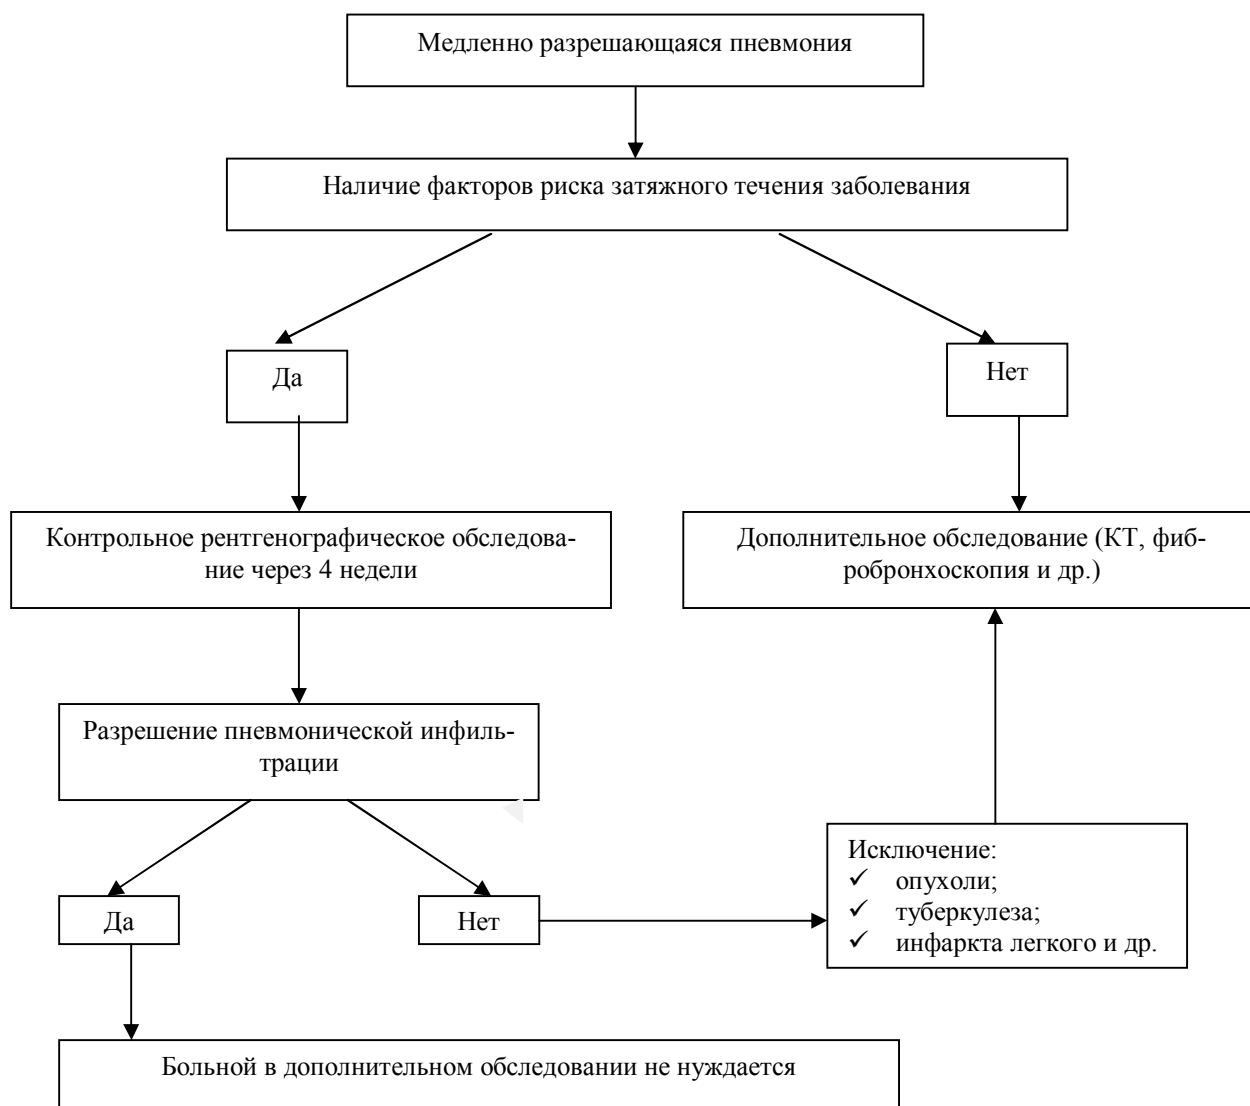 Медленно разрешающаяся пневмония
Наличие факторов риска затяжного течения заболевания
Да
Нет
Контрольное рентгенографическое обследова-
ние через 4 недели
Дополнительное обследование (КТ, фиб-
робронхоскопия и др.)
Разрешение пневмонической инфиль-
трации
Исключение:
✓ опухоли;
✓ туберкулеза;
✓ инфаркта легкого и др.
Да
Нет
Больной в дополнительном обследовании не нуждается